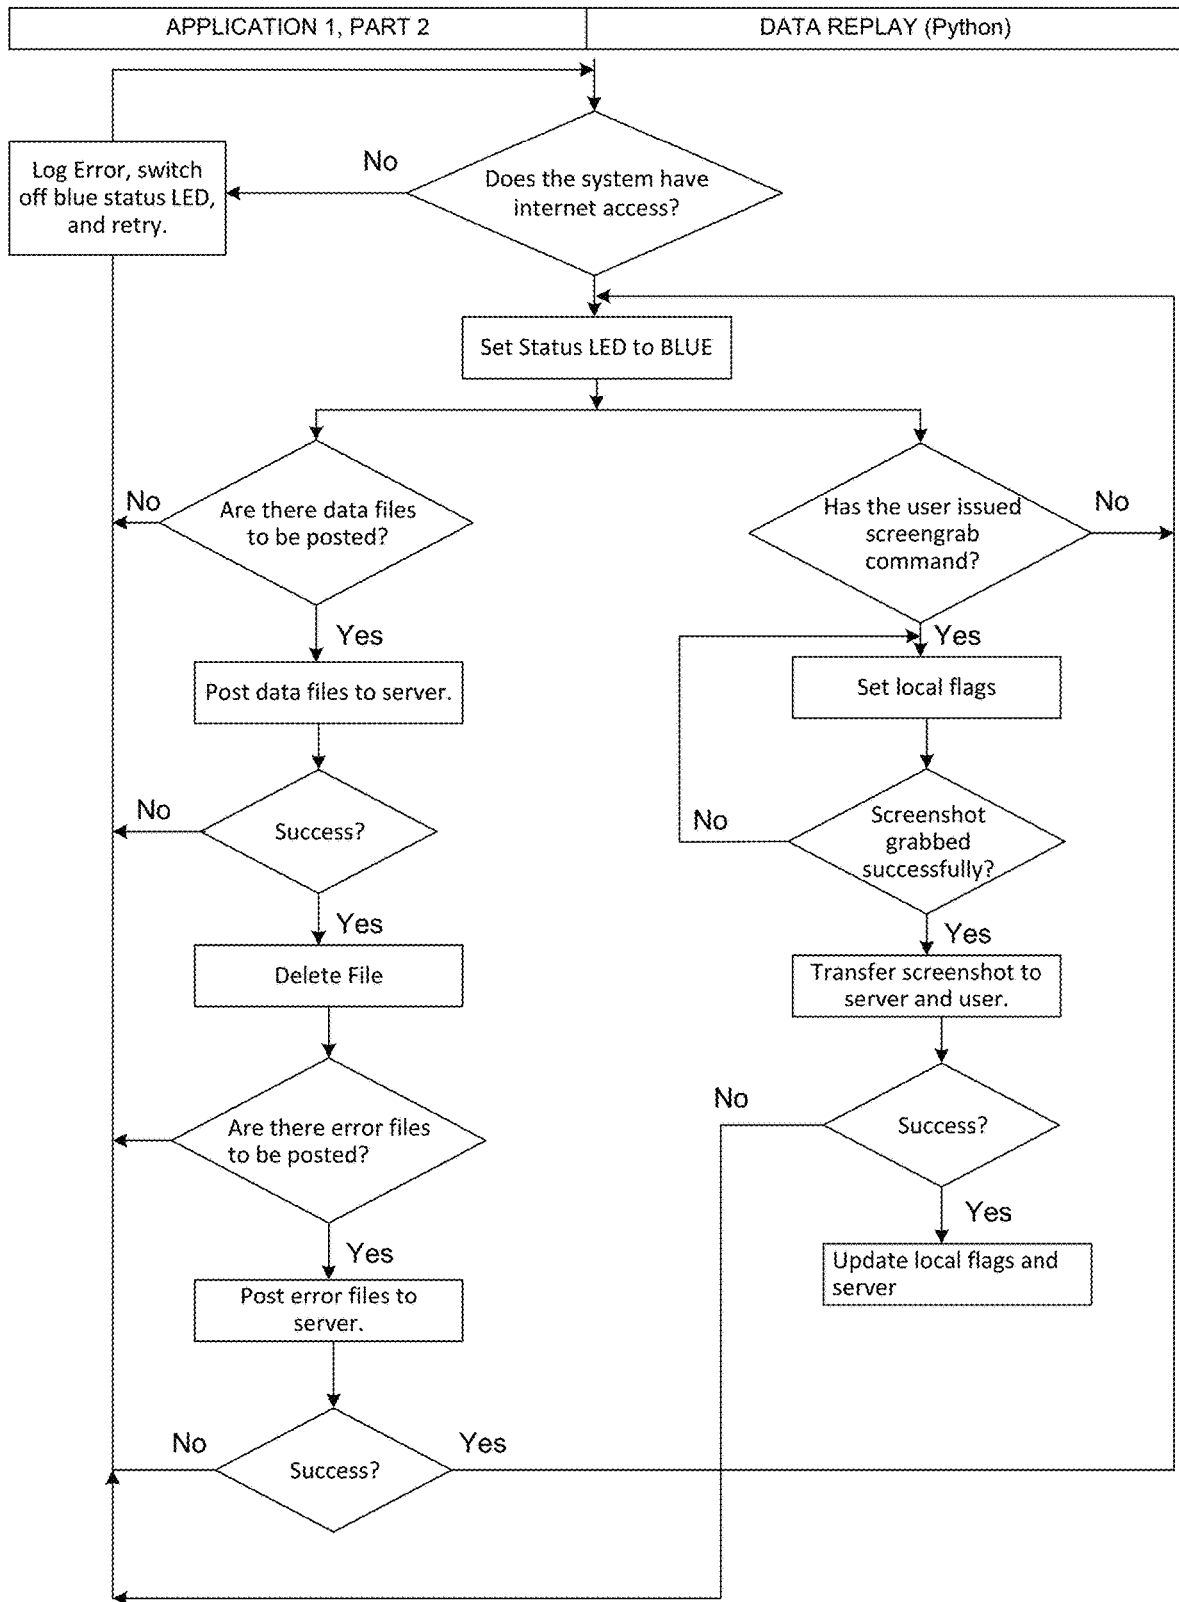 APPLICATION 1, PART 2
DATA REPLAY (Python)
No
Log Error, switch
off blue status LED,
and retry.
Does the system have
internet access?
Set Status LED to BLUE
No
Are there data files
to be posted?
Has the user issued
screengrab
command?
No
Yes
Yes
Post data files to server.
Set local flags
No
Success?
No
Screenshot
grabbed
successfully?
Yes
Yes
Delete File
Transfer screenshot to
server and user.
No
Are there error files
to be posted?
Success?
Yes
Yes
Post error files to
server.
Update local flags and
server
No
Success?
Yes